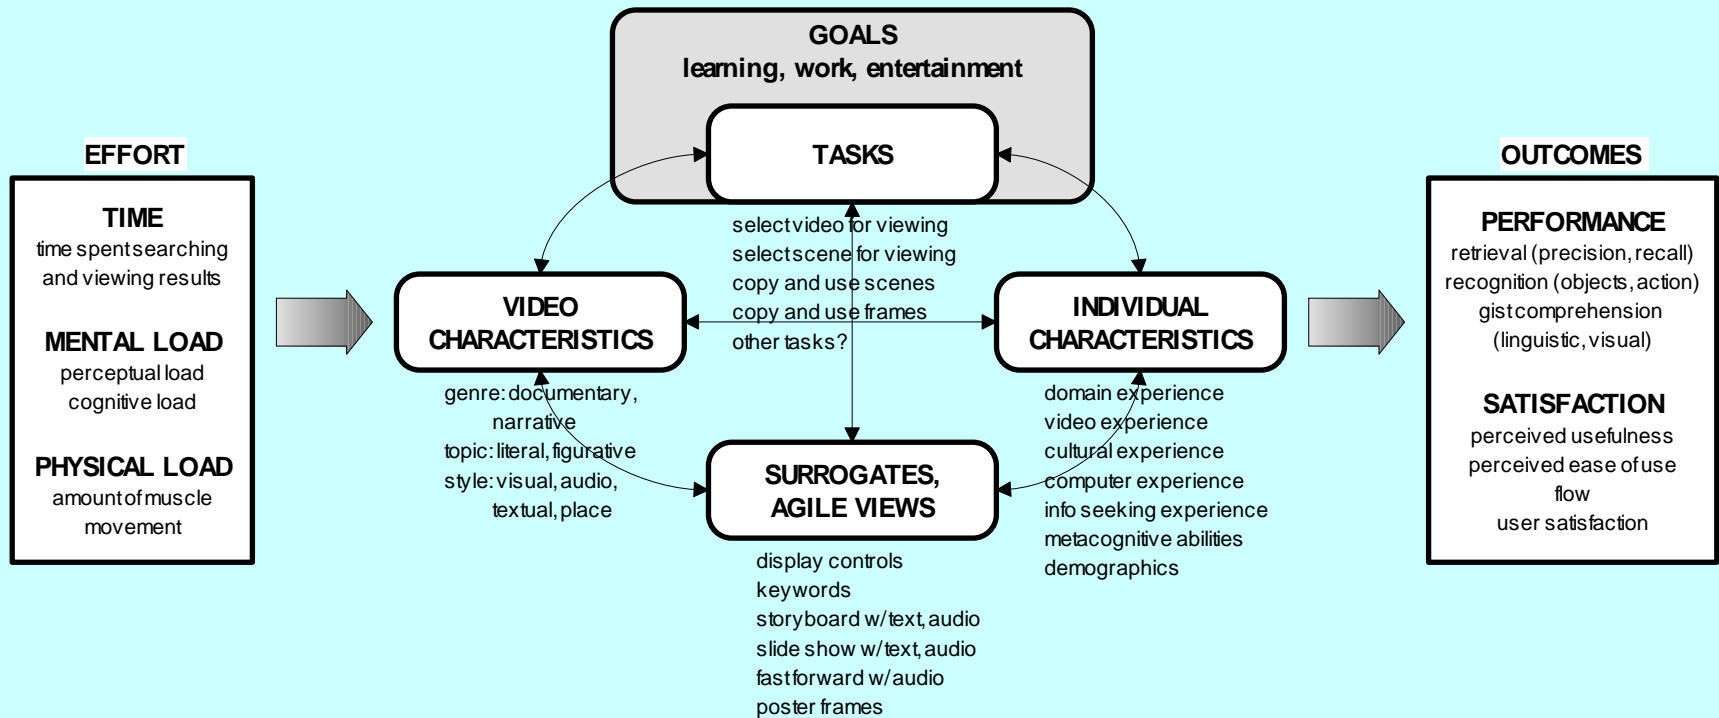 GOALS
learning, work, entertainment
TASKS
select video for viewing
select scene for viewing
copy and use scenes
copy and use frames
other tasks?
EFFORT
TIME
time spent searching
and viewing results
MENTAL LOAD
perceptual load
cognitive load
PHYSICAL LOAD
amount of muscle
movement
VIDEO
CHARACTERISTICS
genre: documentary,
narrative
topic: literal, figurative
style: visual, audio,
textual, place
SURROGATES,
AGILE VIEWS
display controls
keywords
storyboard w/text, audio
slide show w/text, audio
fast forward w/audio
poster frames
INDIVIDUAL
CHARACTERISTICS
domain experience
video experience
cultural experience
computer experience
info seeking experience
metacognitive abilities
demographics
OUTCOMES
PERFORMANCE
retrieval (precision, recall)
recognition (objects, action)
gist comprehension
(linguistic, visual)
SATISFACTION
perceived usefulness
perceived ease of use
flow
user satisfaction